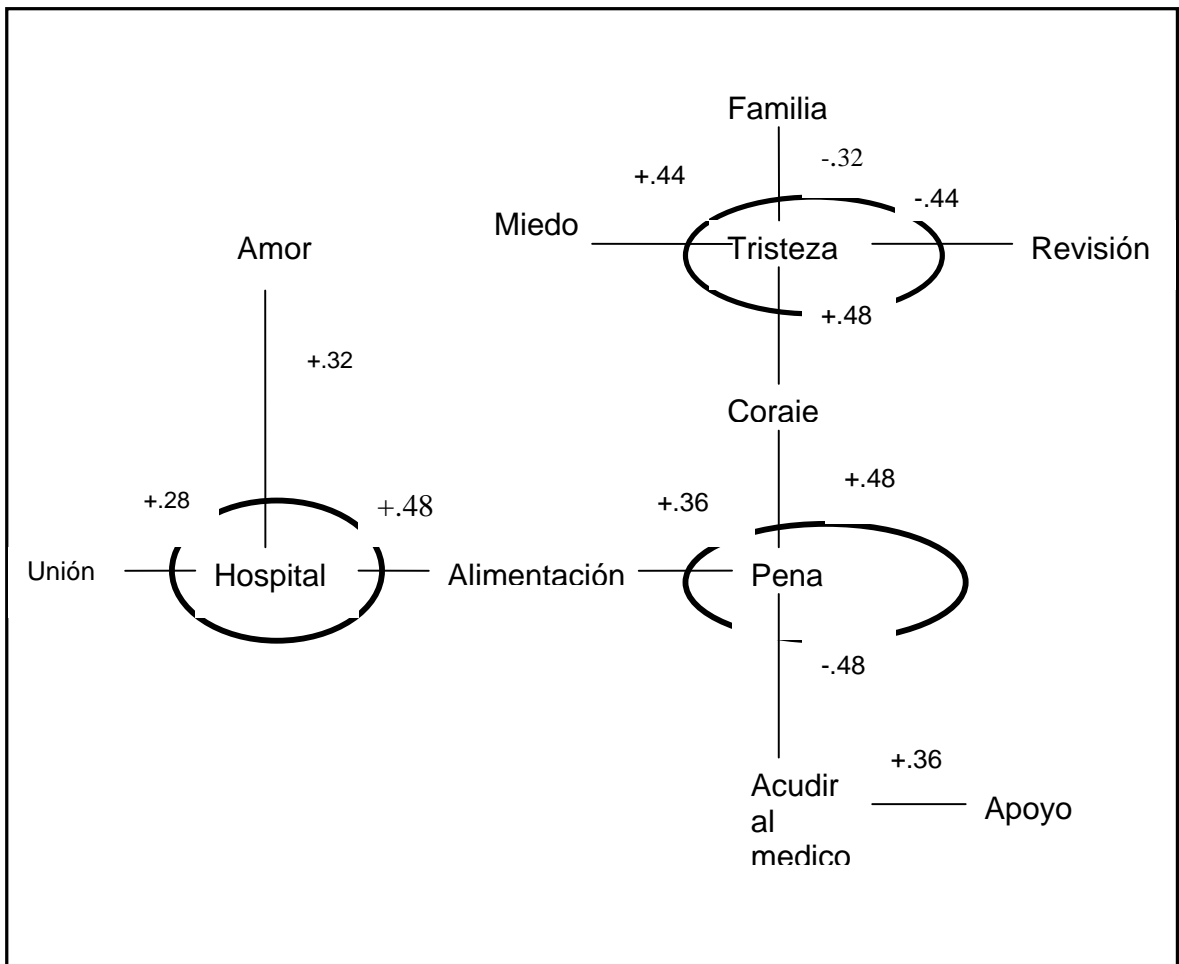 Familia
-.32
+.44
-.44
Miedo
Tristeza
Revisión
Amor
+.48
+.32
Coraje
+.48
+.28
+.48
+.36
Unión
Hospital
Alimentación
Pena
-.48
+.36
Acudir
al
medico
Apoyo